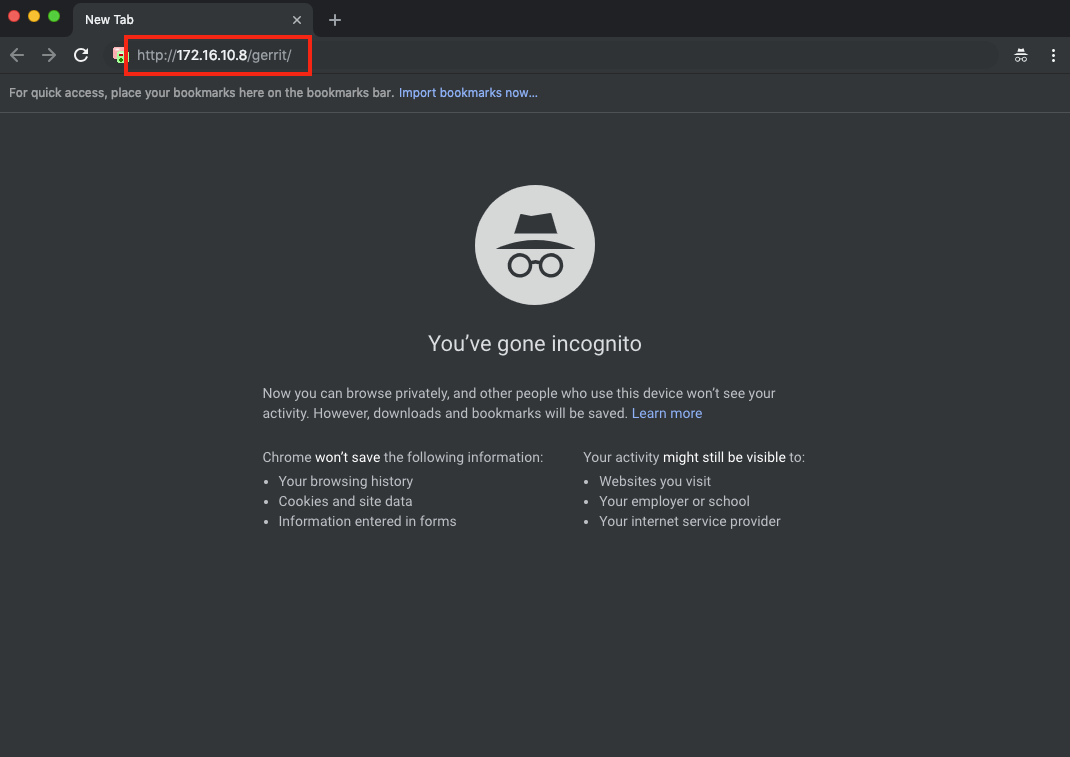 New Tab
http://172.16.10.8/gerrit/
For quick access, place your bookmarks here on the bookmarks bar. Import bookmarks now...
You've gone incognito
Now you can browse privately, and other people who use this device won't see your
activity. However, downloads and bookmarks will be saved. Learn more
Chrome won't save the following information:
• Your browsing history
• Cookies and site data
• Information entered in forms
Your activity might still be visible to:
• Websites you visit
• Your employer or school
• Your internet service provider